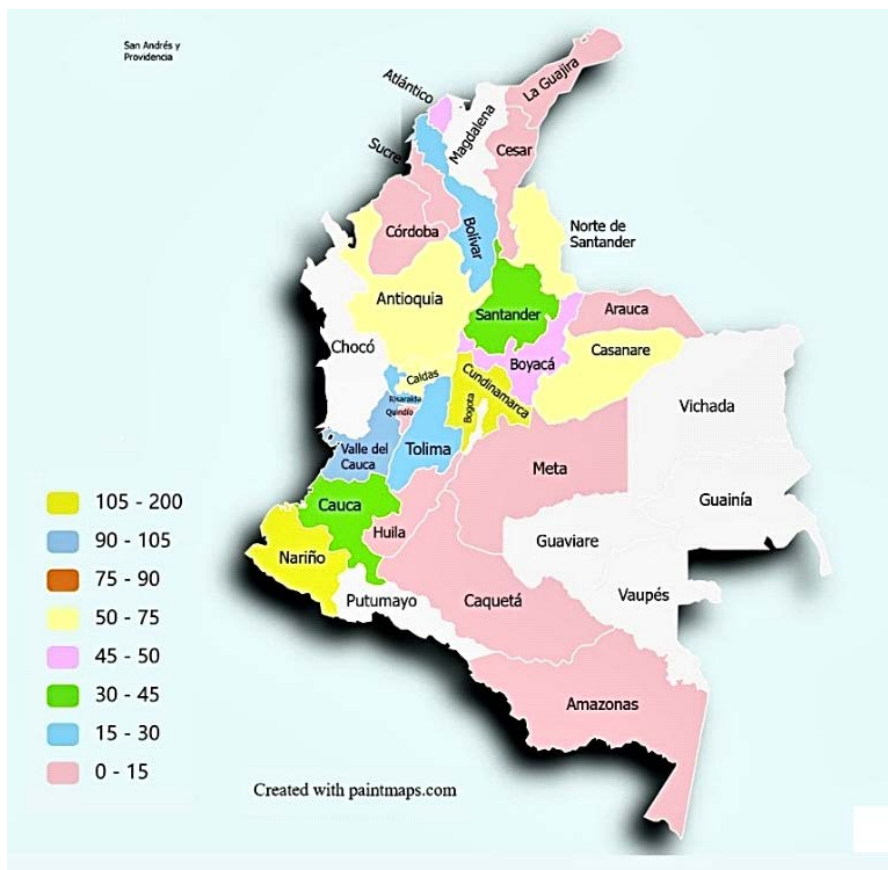 San Andrés y
Providencia
Atlántico
La Guajira
Magdalena
Sucre
Cesar
Córdoba
Bolívar
Norte de
Santander
Antioquia
Santander
Arauca
Chocó
Boyacá
Casanare
Caldas
Cundinamarca
Risaralda
Quindío
Bogota
Vichada
Valle del
Cauca
Tolima
Meta
Guainía
Cauca
Huila
Guaviare
Nariño
Putumayo
Caquetá
Vaupés
Amazonas
105 - 200
90 - 105
75 - 90
50 - 75
45 - 50
30 - 45
15 - 30
0 - 15
Created with paintmaps.com